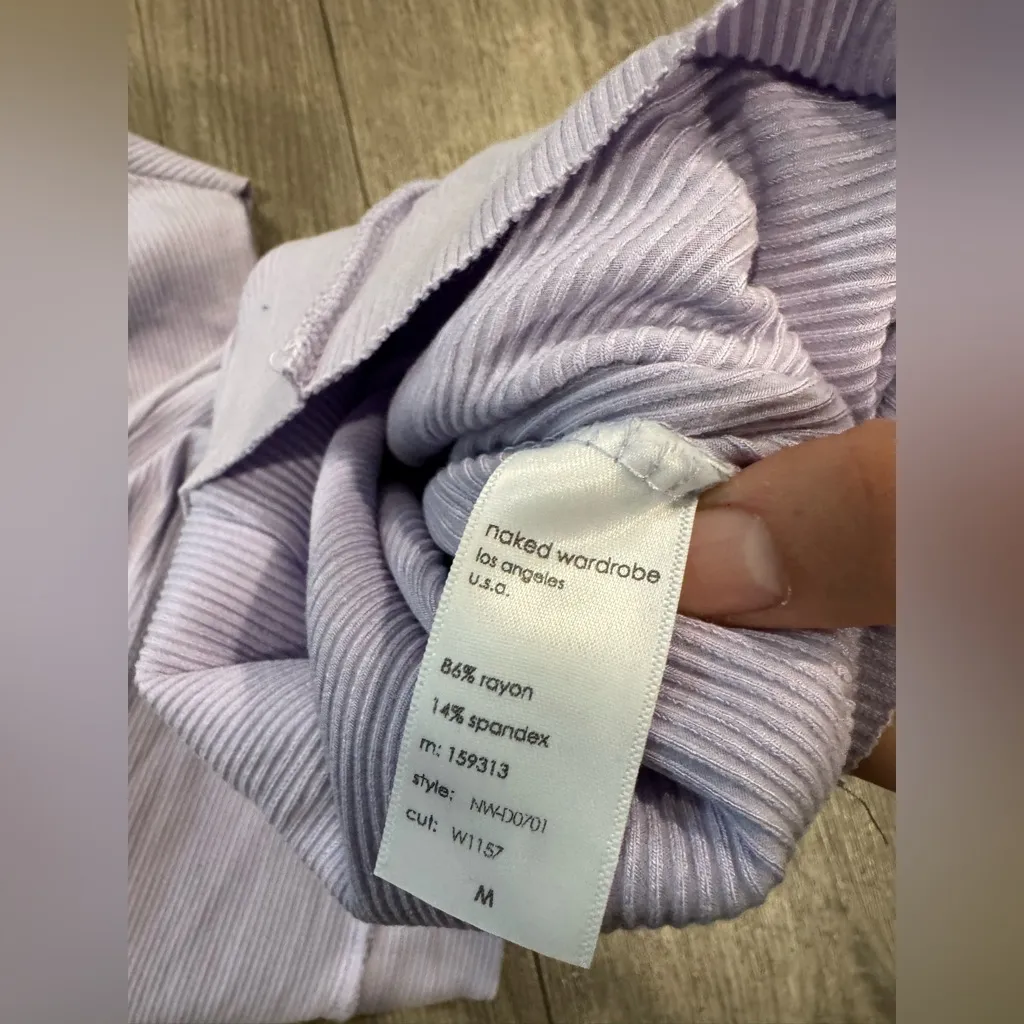 naked wardrobe
los angeles
u.s.a.
86% rayon
14% spandex
m: 159313
style: NW-D0701
cut: W1157
M